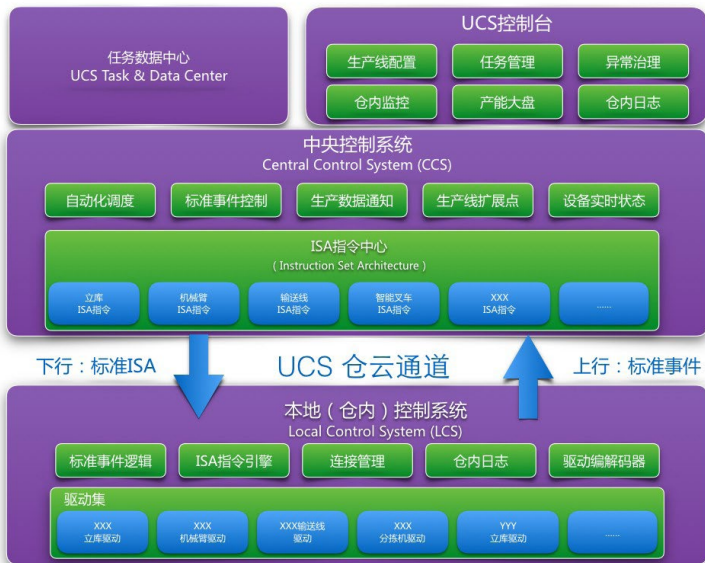 任务数据中心
UCS Task & Data Center
UCS控制台
生产线配置
任务管理
异常治理
仓内监控
产能大盘
仓内日志
中央控制系统
Central Control System (CCS)
自动化调度
标准事件控制
生产数据通知
生产线扩展点
设备实时状态
ISA指令中心
( Instruction Set Architecture )
立库
ISA指令
机械臂
ISA指令
输送线
ISA指令
智能叉车
ISA指令
XXX
ISA指令
......
下行：标准ISA
UCS 仓云通道
上行：标准事件
本地（仓内）控制系统
Local Control System (LCS)
标准事件逻辑
ISA指令引擎
连接管理
仓内日志
驱动编解码器
驱动集
XXX
立库驱动
XXX
机械臂驱动
XXX输送线
驱动
XXX
分拣机驱动
YYY
立库驱动
......